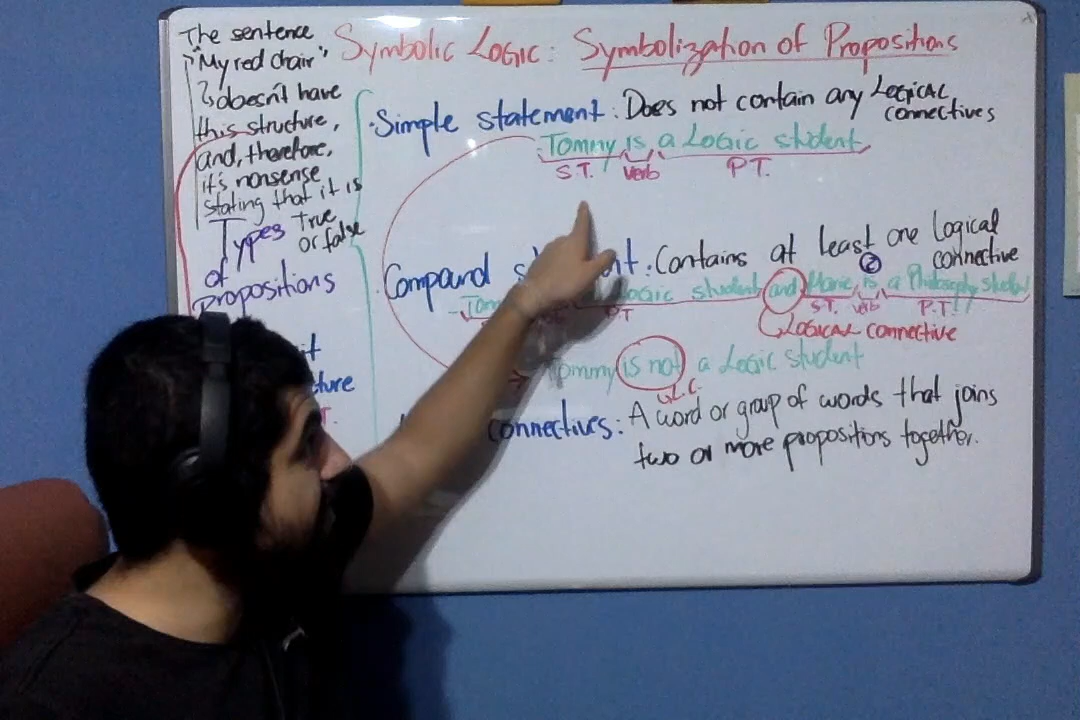 The sentence
"My red chair"
doesn't have
this structure,
and, therefore,
it's nonsense
stating that it is
True
or false
Types
of
propositions
Symbolic Logic: Symbolization of Propositions
Simple statement: Does not contain any Logical
connectives
Tommy is a Logic student
S.T. verb P.T.
Compound : Contains at least one logical
connective
2
Logic student and is a Philosophy student
P.T. S.T. verb P.T.
Logical connective
Tommy is not a Logic student
L.C.
connectives: A word or group of words that joins
two or more propositions together.